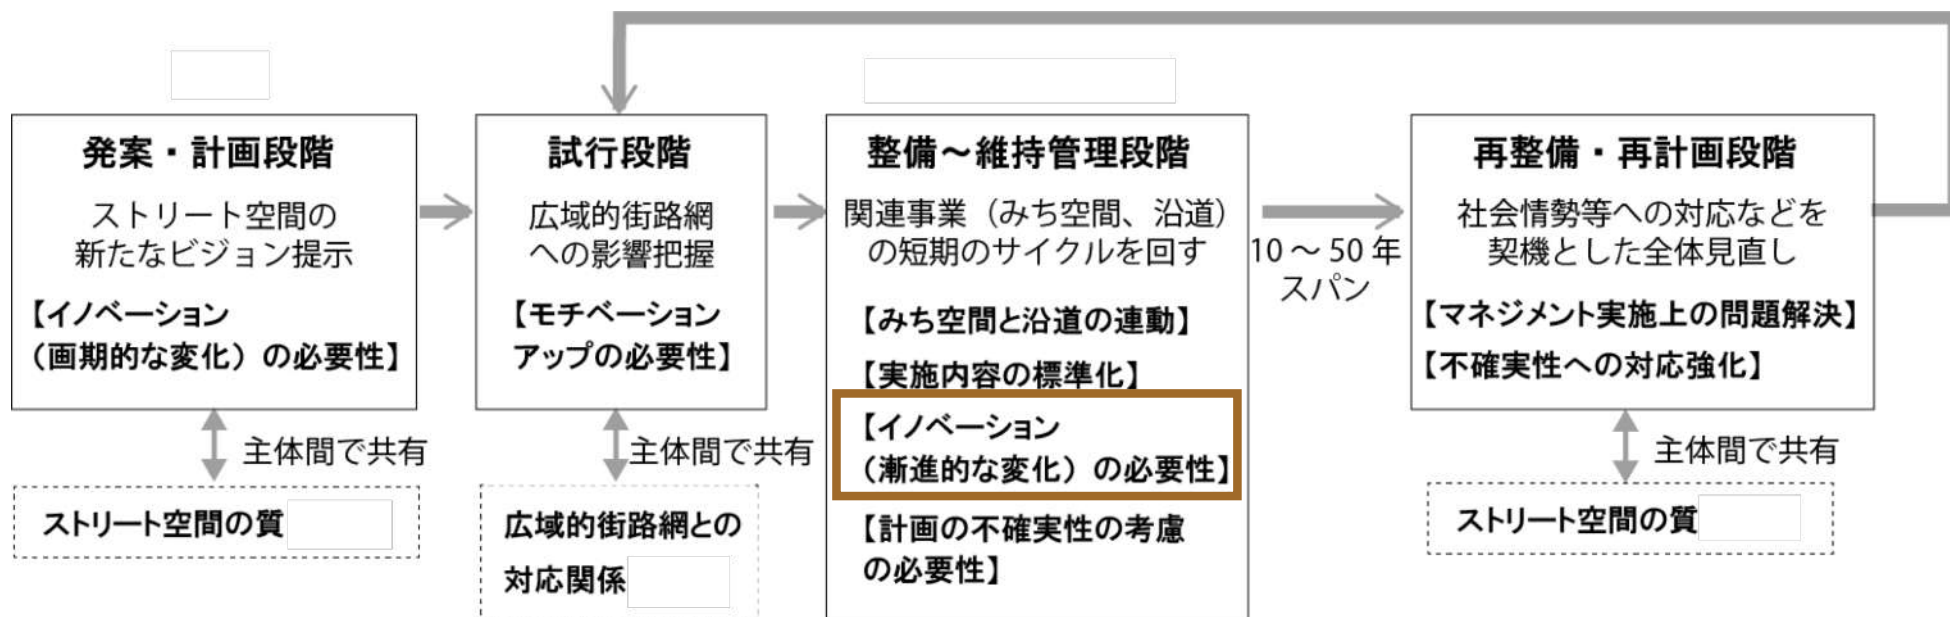 発案・計画段階
ストリート空間の
新たなビジョン提示
【イノベーション
(画期的な変化)の必要性】
主体間で共有
ストリート空間の質
試行段階
広域的街路網
への影響把握
【モチベーション
アップの必要性】
主体間で共有
広域的街路網との
対応関係
整備～維持管理段階
関連事業(みち空間、沿道)
の短期のサイクルを回す
【みち空間と沿道の連動】
【実施内容の標準化】
【イノベーション
(漸進的な変化)の必要性】
【計画の不確実性の考慮
の必要性】
10～50年
スパン
再整備・再計画段階
社会情勢等への対応などを
契機とした全体見直し
【マネジメント実施上の問題解決】
【不確実性への対応強化】
主体間で共有
ストリート空間の質